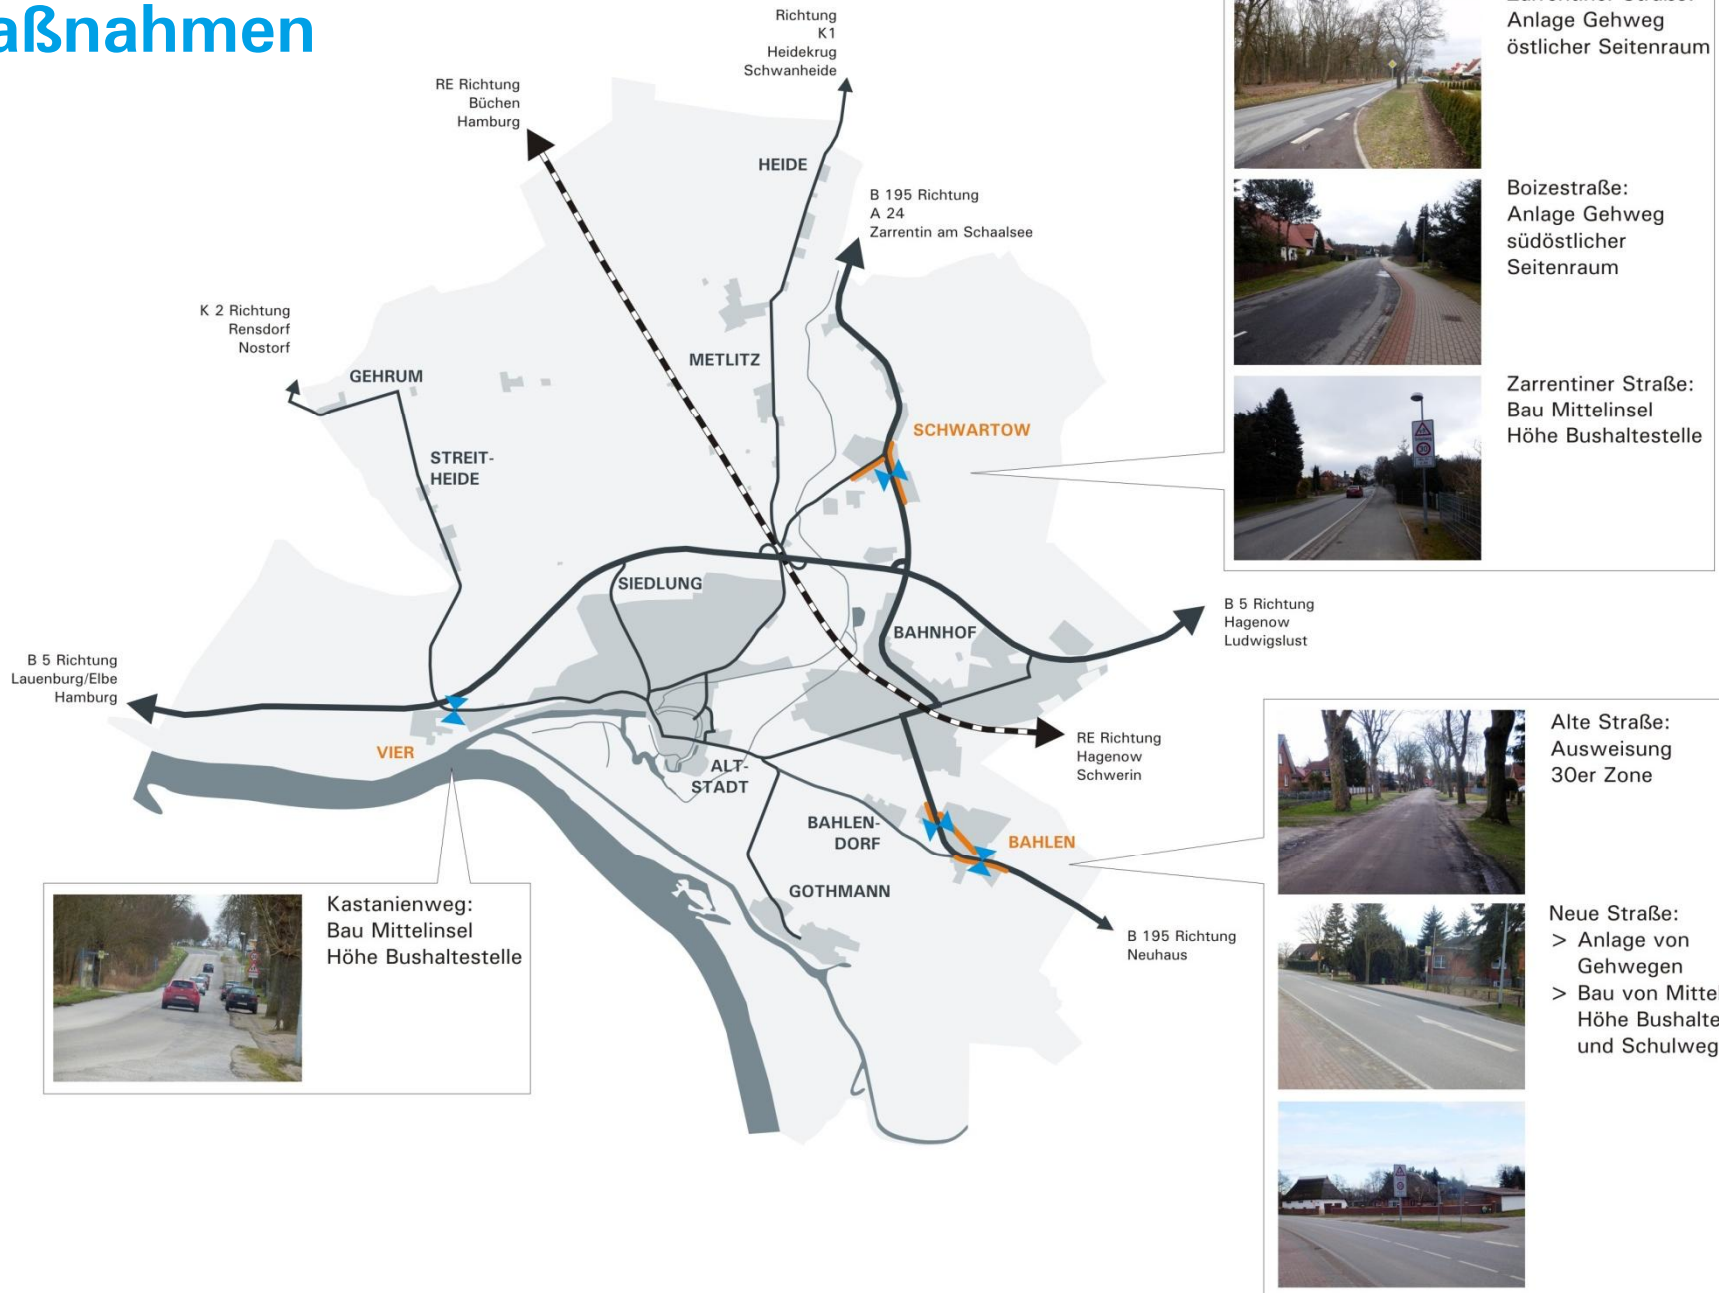 aßnahmen
Richtung
K1
Heidekrug
Schwanheide
RE Richtung
Büchen
Hamburg
HEIDE
B 195 Richtung
A 24
Zarrentin am Schaalsee
K 2 Richtung
Rensdorf
Nostorf
GEHRUM
METLITZ
STREIT-
HEIDE
SCHWARTOW
SIEDLUNG
BAHNHOF
B 5 Richtung
Hagenow
Ludwigslust
B 5 Richtung
Lauenburg/Elbe
Hamburg
VIER
ALT-
STADT
RE Richtung
Hagenow
Schwerin
BAHLEN-
DORF
BAHLEN
GOTHMANN
B 195 Richtung
Neuhaus
Kastanienweg:
Bau Mittelinsel
Höhe Bushaltestelle
Anlage Gehweg
östlicher Seitenraum
Boizestraße:
Anlage Gehweg
südöstlicher
Seitenraum
Zarrentiner Straße:
Bau Mittelinsel
Höhe Bushaltestelle
30
Alte Straße:
Ausweisung
30er Zone
Neue Straße:
> Anlage von
Gehwegen
> Bau von Mittel
Höhe Bushalte
und Schulweg